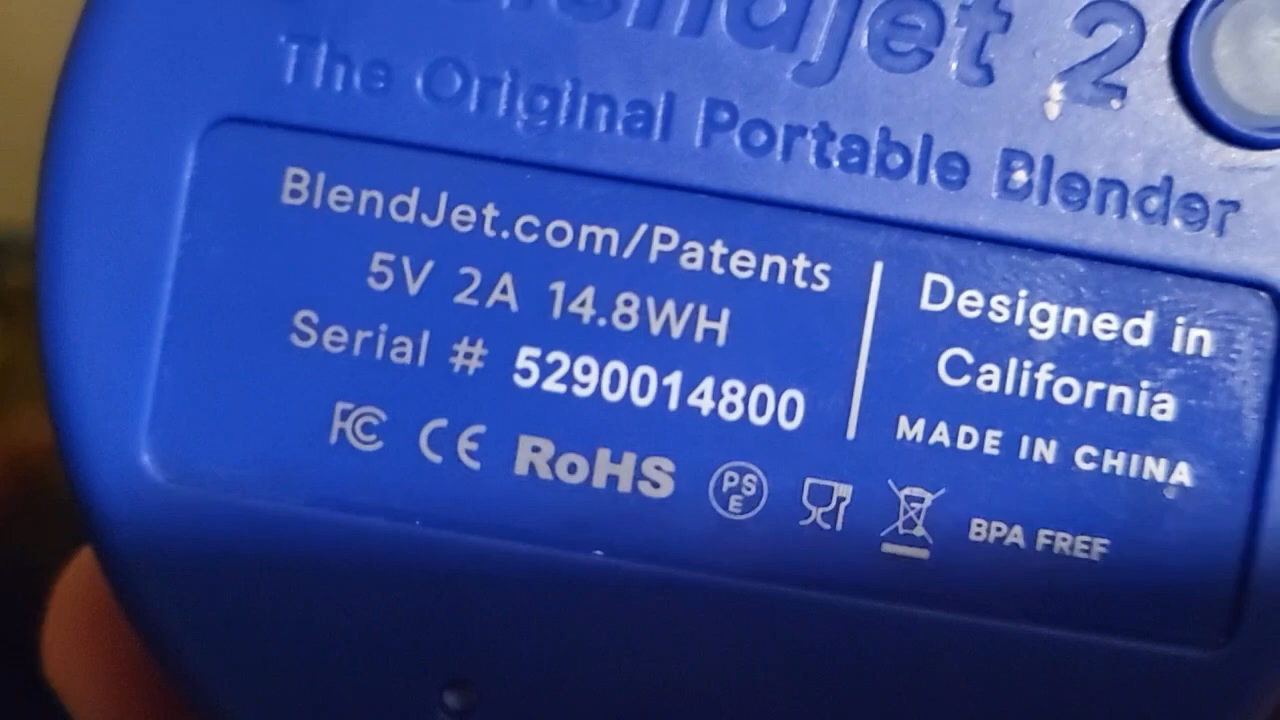 BlendJet 2
The Original Portable Blender
BlendJet.com/Patents
5V 2A 14.8WH
Serial # 5290014800
FC CE RoHS PSE BPA FREE
Designed in
California
MADE IN CHINA